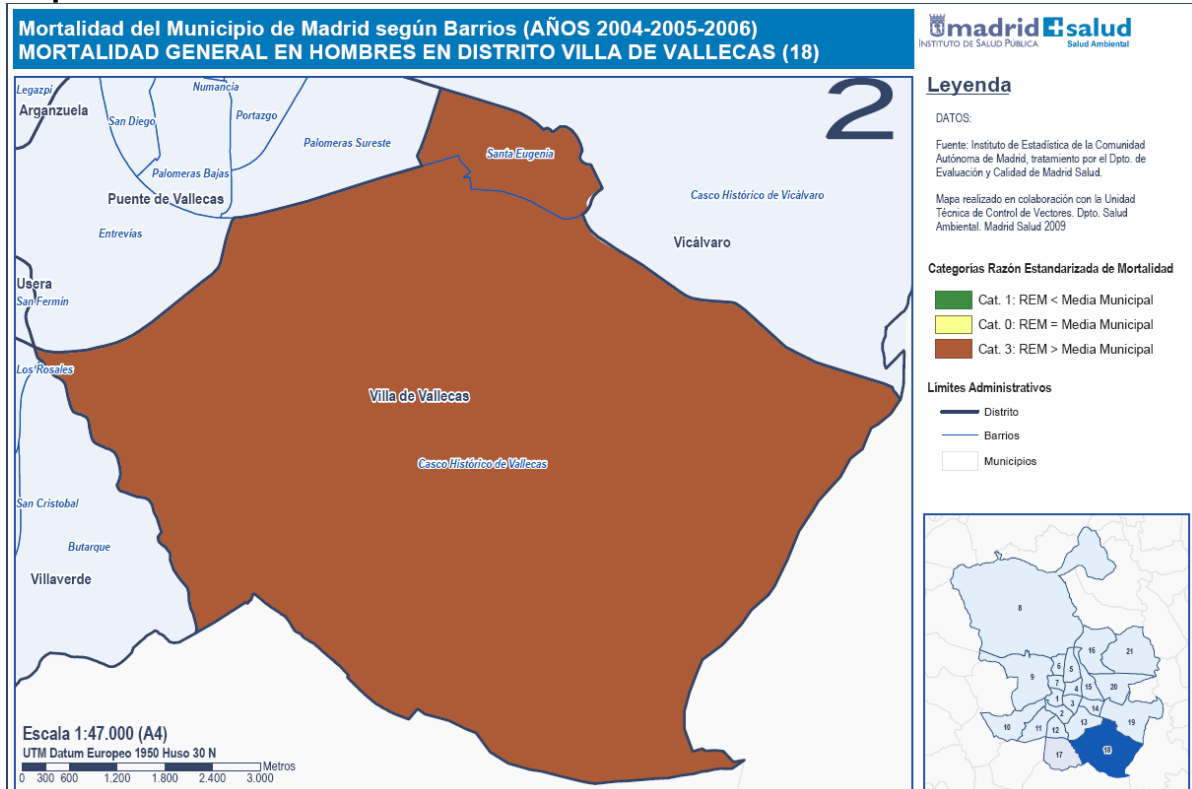 Mortalidad del Municipio de Madrid según Barrios (AÑOS 2004-2005-2006)
MORTALIDAD GENERAL EN HOMBRES EN DISTRITO VILLA DE VALLECAS (18)
madrid salud
INSTITUTO DE SALUD PÚBLICA
Salud Ambiental
Legazpi
Arganzuela
Numancia
San Diego
Portazgo
Palomeras Sureste
Palomeras Bajas
Puente de Vallecas
Entrevías
Santa Eugenia
2
Casco Histórico de Vicálvaro
Vicálvaro
Usera
San Fermín
Los Rosales
Villa de Vallecas
Casco Histórico de Vallecas
San Cristobal
Butarque
Villaverde
Escala 1:47.000 (A4)
UTM Datum Europeo 1950 Huso 30 N
Metros
0 300 600 1.200 1.800 2.400 3.000
Leyenda
DATOS:
Fuente: Instituto de Estadística de la Comunidad
Autónoma de Madrid, tratamiento por el Dpto. de
Evaluación y Calidad de Madrid Salud.
Mapa realizado en colaboración con la Unidad
Técnica de Control de Vectores. Dpto. Salud
Ambiental. Madrid Salud 2009
Categorías Razón Estandarizada de Mortalidad
Cat. 1: REM < Media Municipal
Cat. 0: REM = Media Municipal
Cat. 3: REM > Media Municipal
Límites Administrativos
Distrito
Barrios
Municipios
8
16
21
6
5
9
7
4
15
20
1
3
2
14
10
11
12
13
19
17
18